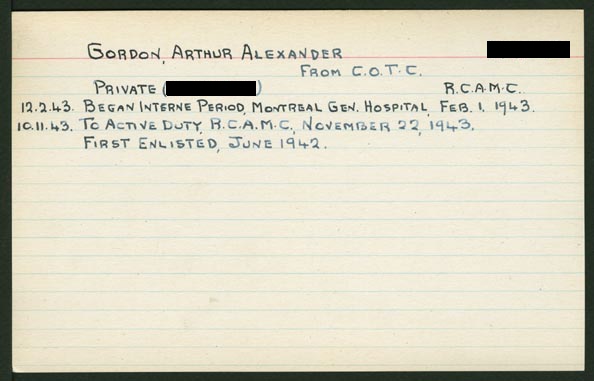 GORDON, ARTHUR ALEXANDER
FROM C.O.T.C.
PRIVATE ( ) R.C.A.M.C.
12.2.43. BEGAN INTERNE PERIOD, MONTREAL GEN. HOSPITAL, FEB. 1. 1943.
10.11.43. TO ACTIVE DUTY, R.C.A.M.C., NOVEMBER 22, 1943.
FIRST ENLISTED, JUNE 1942.